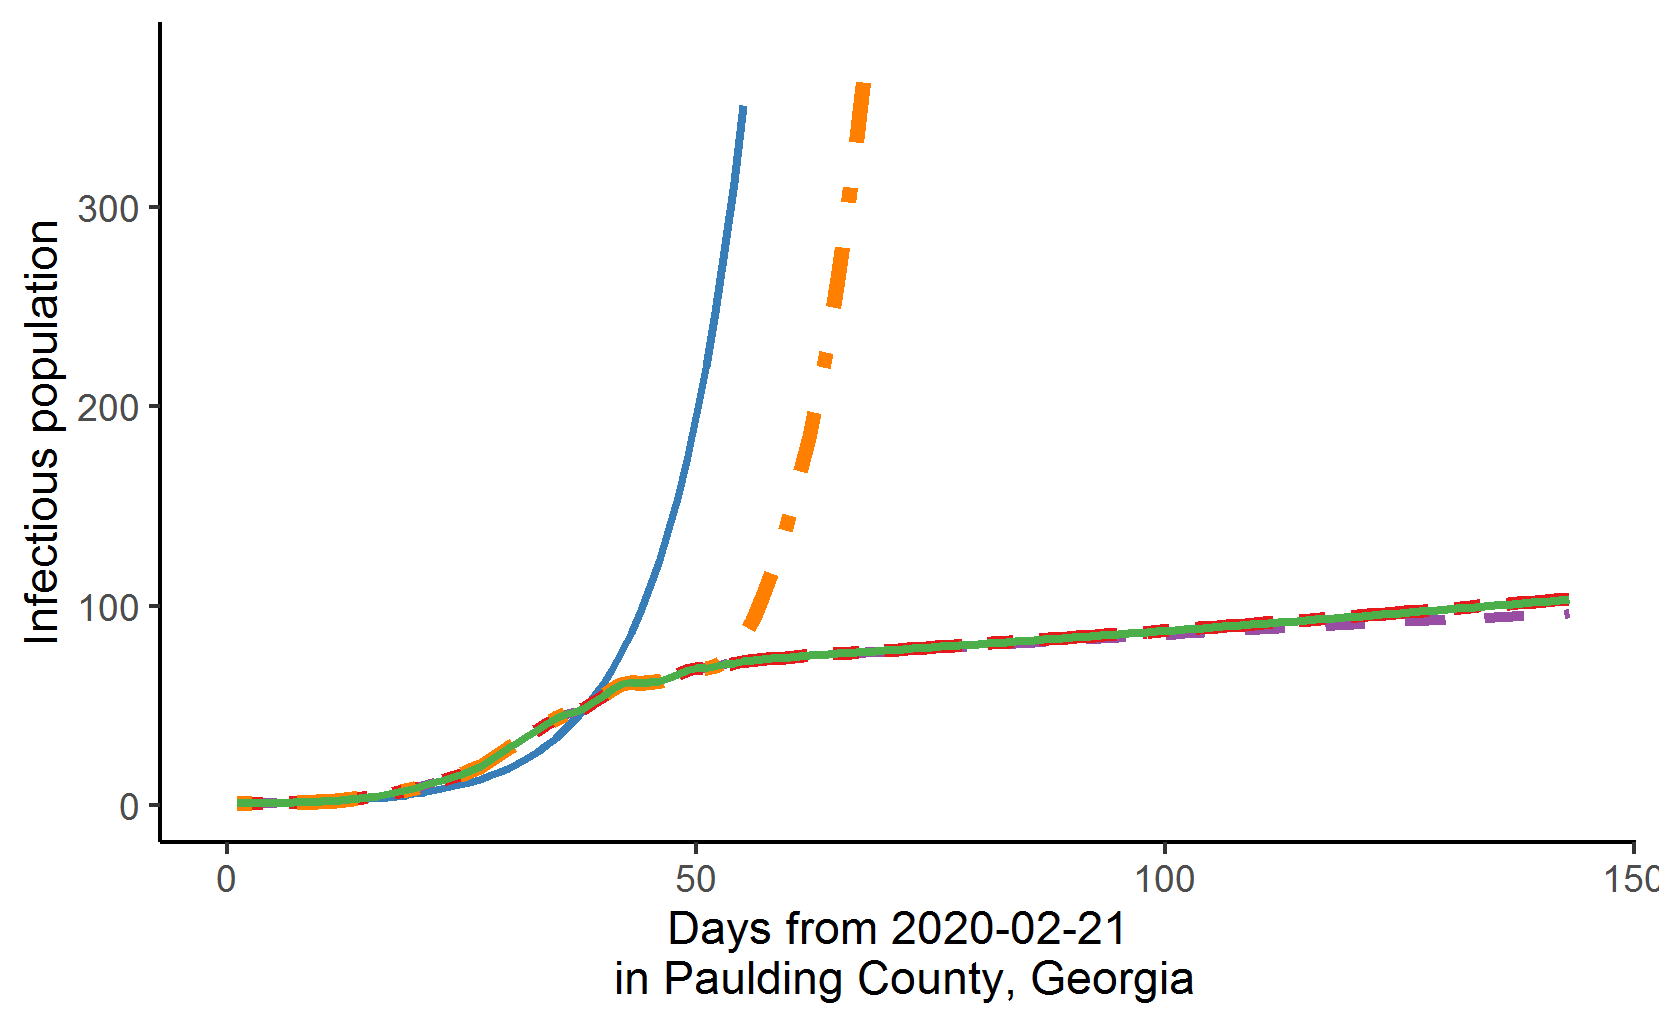 Infectious population
300
200
100
0
0 50 100 150
Days from 2020-02-21
in Paulding County, Georgia